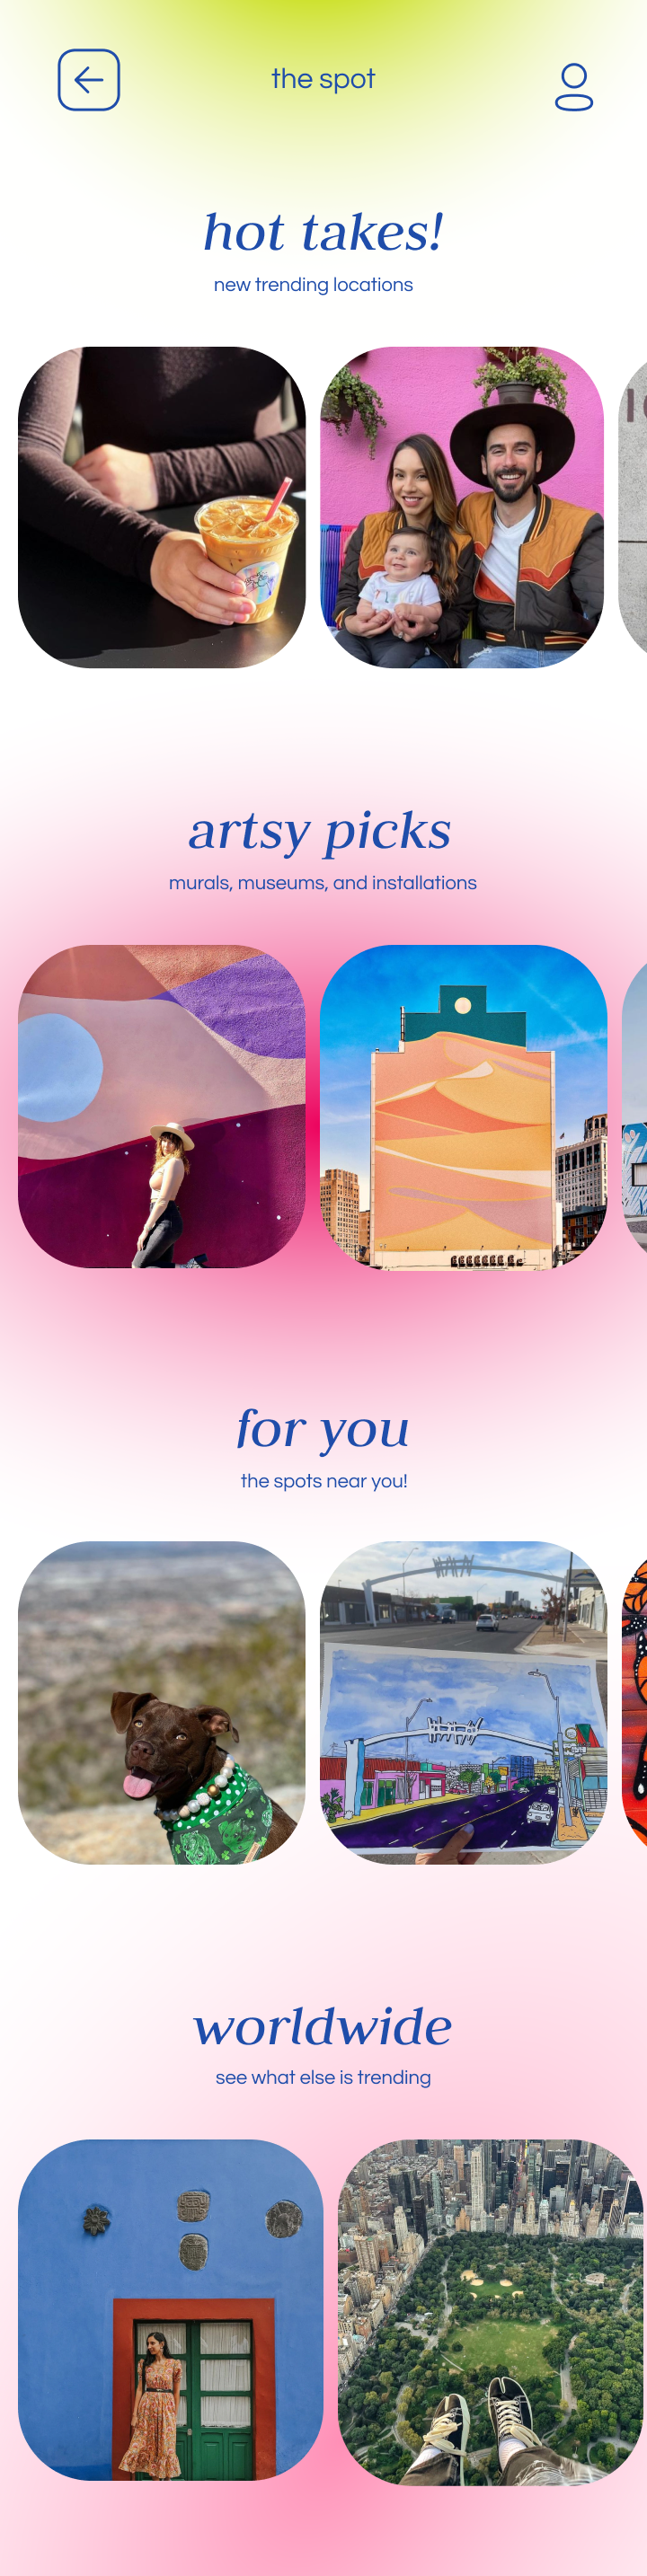 the spot
hot takes!
new trending locations
artsy picks
murals, museums, and installations
for you
the spots near you!
worldwide
see what else is trending